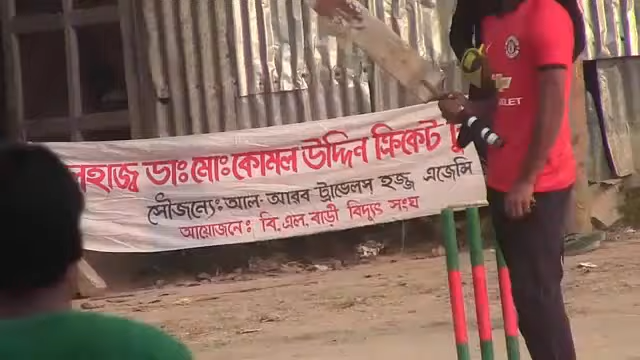 লহাজ্ব ডাঃ মোঃ কোমল উদ্দিন ক্রিকেট টু
সৌজন্যেঃ আল-আরব ট্রাভেলস হজ্ব এজেন্সি
আয়োজনেঃ বি.এল.বাড়ী বিদ্যুৎ সংঘ